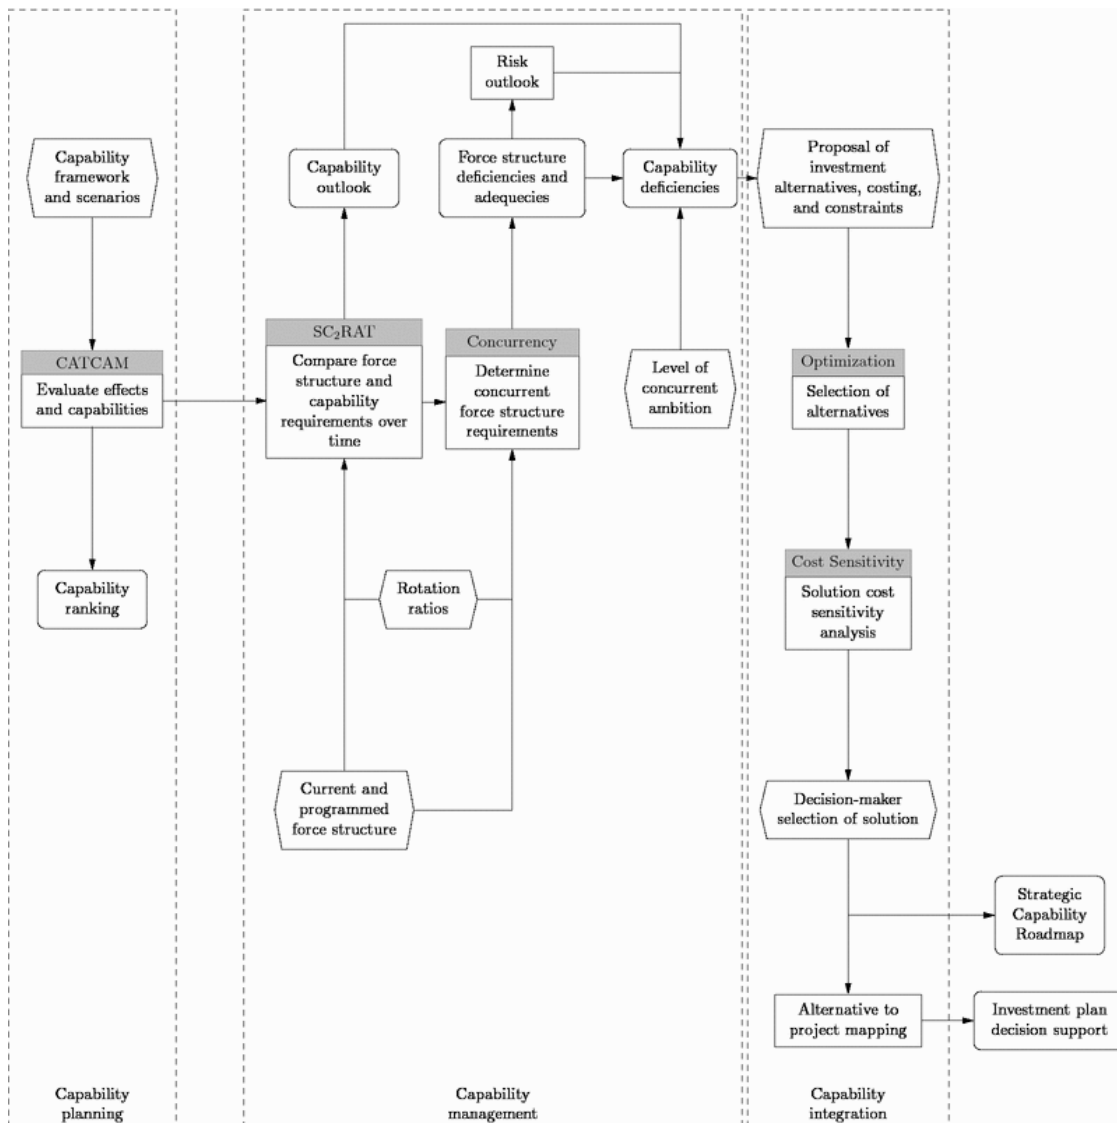 Risk
outlook
Capability
framework
and scenarios
Capability
outlook
Force structure
deficiencies and
adequecies
Capability
deficiencies
Proposal of
investment
alternatives, costing,
and constraints
CATCAM
Evaluate effects
and capabilities
SC₂RAT
Compare force
structure and
capability
requirements over
time
Concurrency
Determine
concurrent
force structure
requirements
Level of
concurrent
ambition
Optimization
Selection of
alternatives
Capability
ranking
Rotation
ratios
Cost Sensitivity
Solution cost
sensitivity
analysis
Current and
programmed
force structure
Decision-maker
selection of solution
Strategic
Capability
Roadmap
Alternative to
project mapping
Investment plan
decision support
Capability
planning
Capability
management
Capability
integration